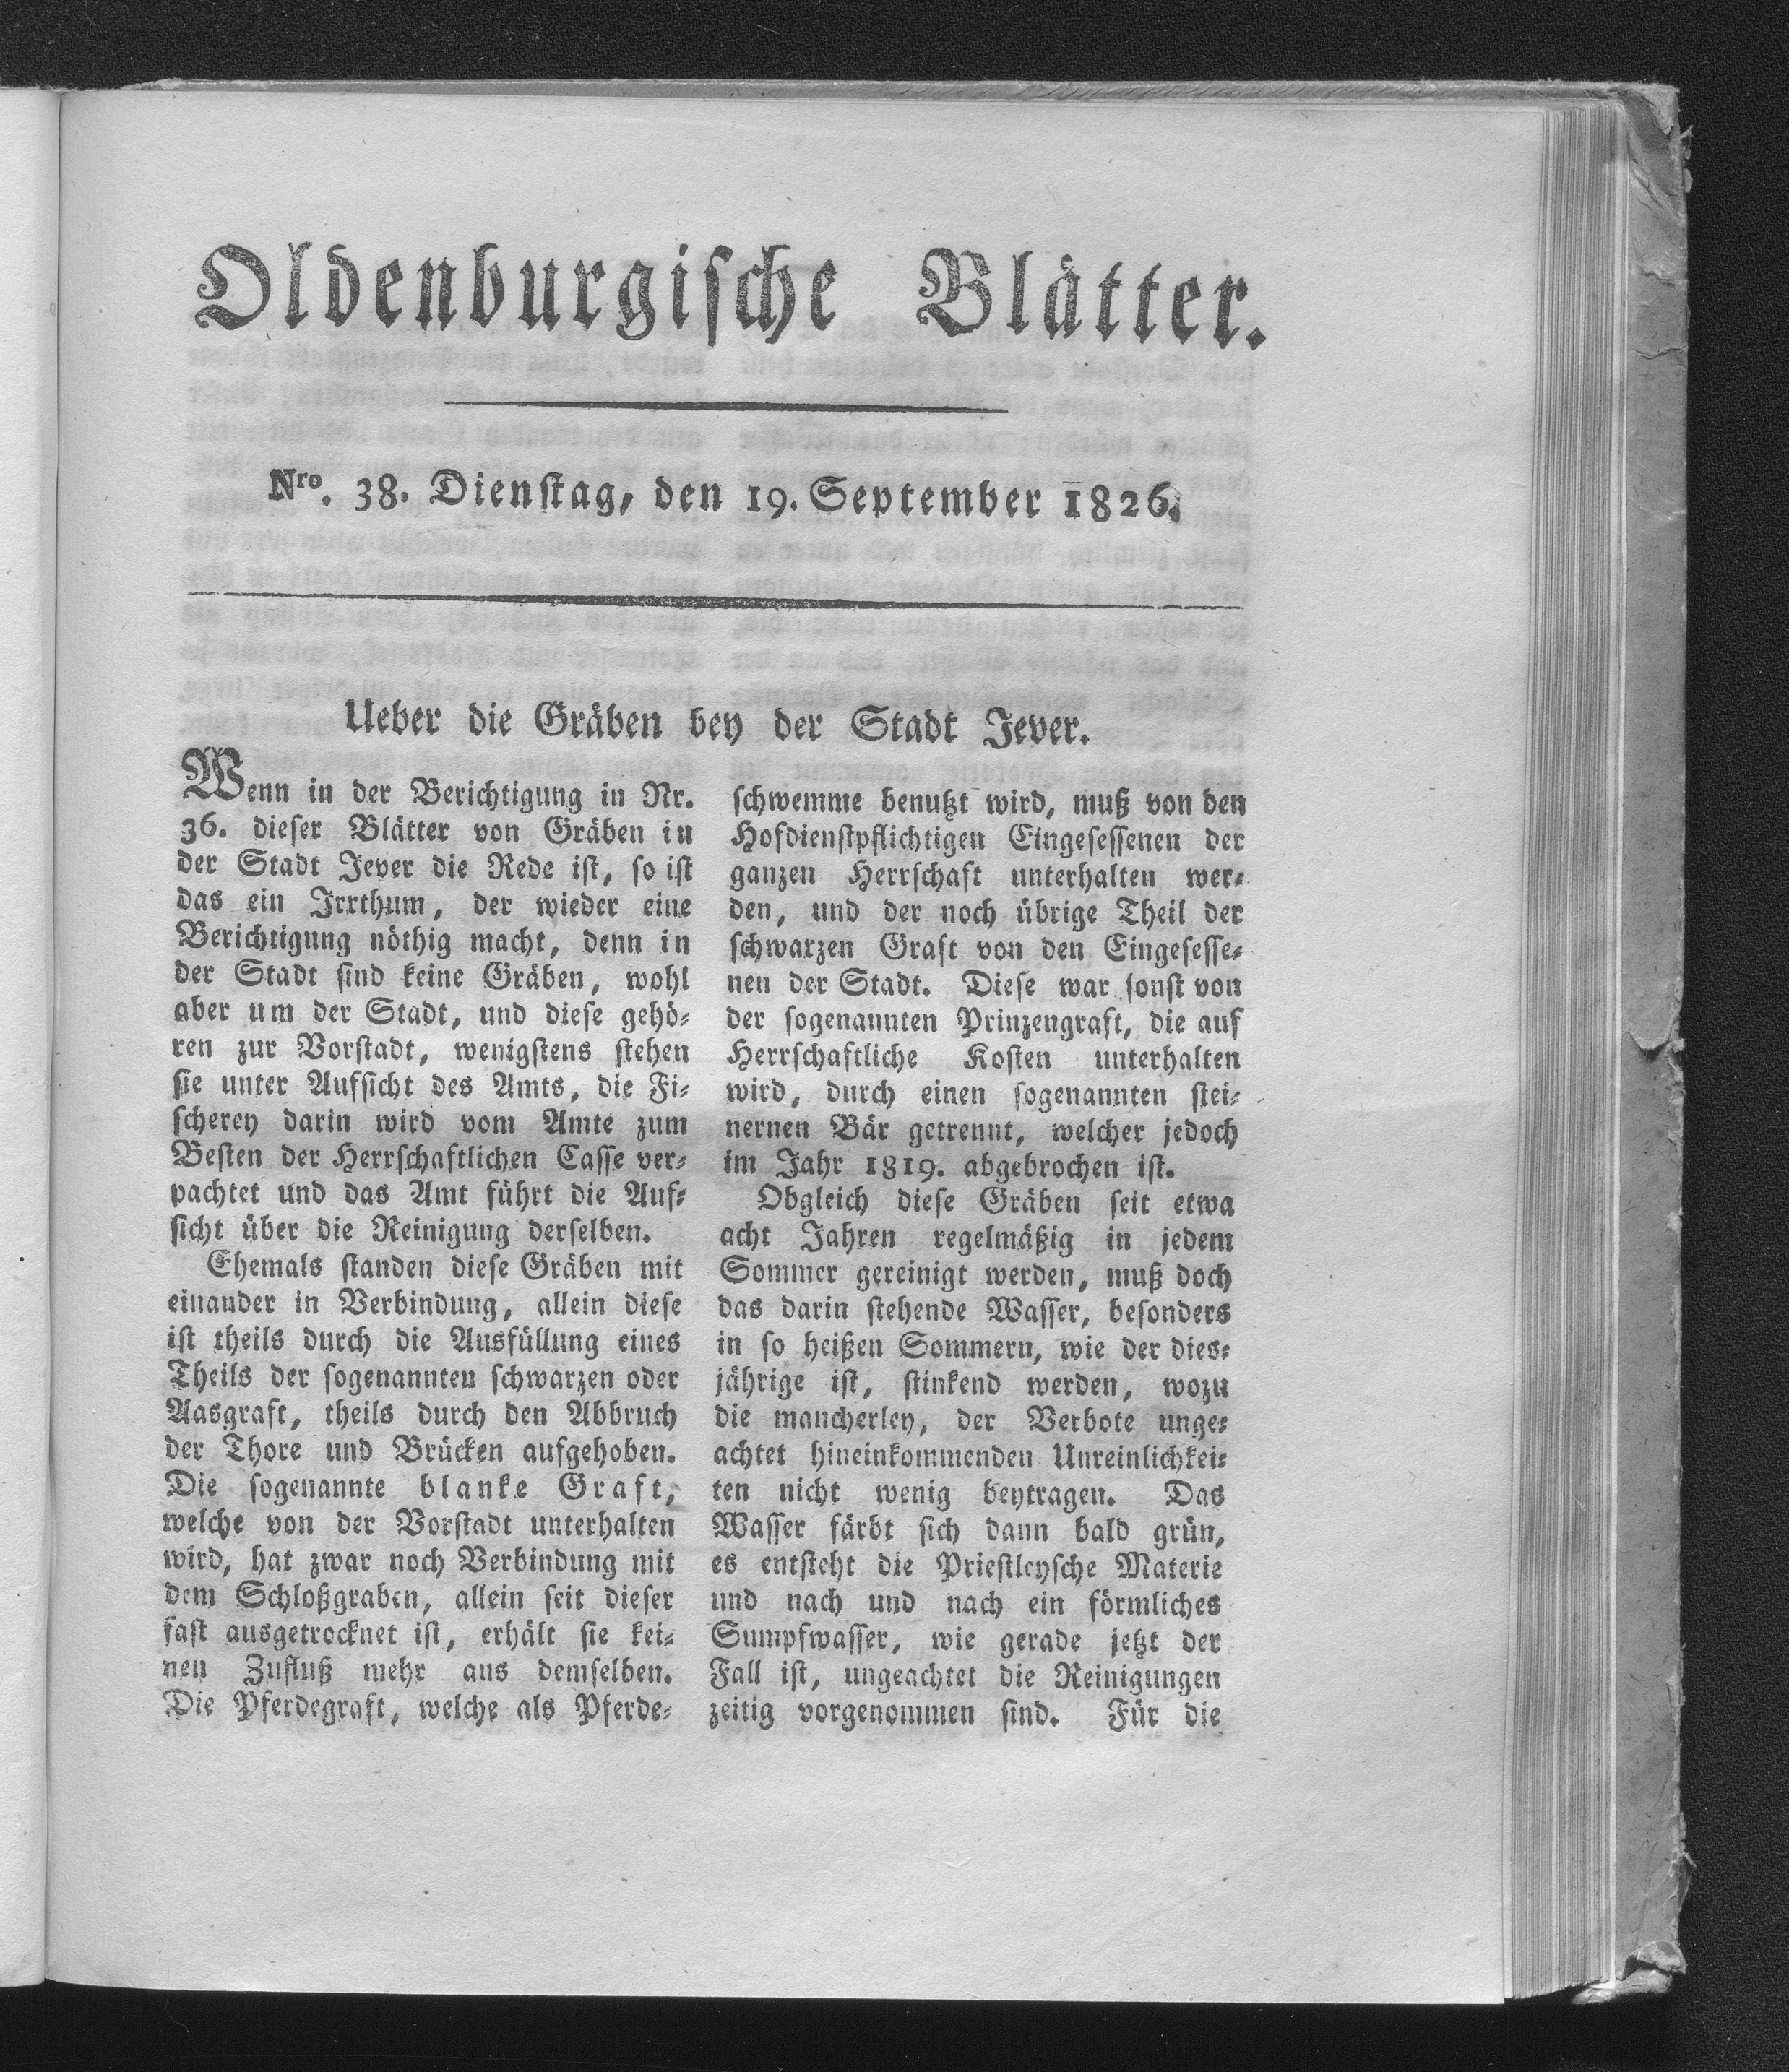 Oldenburgische Blätter.
Nro. 38. Dienstag, den 19. September 1826.
Ueber die Gräben bey der Stadt Jever.
Wenn in der Berichtigung in Nr.
36. dieser Blätter von Gräben in
der Stadt Jever die Rede ist, so ist
das ein Irrthum, der wieder eine
Berichtigung nöthig macht, denn in
der Stadt sind keine Gräben, wohl
aber um der Stadt, und diese gehö-
ren zur Vorstadt, wenigstens stehen
sie unter Aufsicht des Amts, die Fi-
scherey darin wird vom Amte zum
Besten der Herrschaftlichen Casse ver-
pachtet und das Amt führt die Auf-
sicht über die Reinigung derselben.
Ehemals standen diese Gräben mit
einander in Verbindung, allein diese
ist theils durch die Ausfüllung eines
Theils der sogenannten schwarzen oder
Aasgraft, theils durch den Abbruch
der Thore und Brücken aufgehoben.
Die sogenannte blanke Graft,
welche von der Vorstadt unterhalten
wird, hat zwar noch Verbindung mit
dem Schloßgraben, allein seit dieser
fast ausgetrocknet ist, erhält sie kei-
nen Zufluß mehr aus demselben.
Die Pferdegraft, welche als Pferde-
schwemme benutzt wird, muß von den
Hofdienstpflichtigen Eingesessenen der
ganzen Herrschaft unterhalten wer-
den, und der noch übrige Theil der
schwarzen Graft von den Eingesesse-
nen der Stadt. Diese war sonst von
der sogenannten Prinzengraft, die auf
Herrschaftliche Kosten unterhalten
wird, durch einen sogenannten stei-
nernen Bär getrennt, welcher jedoch
im Jahr 1819. abgebrochen ist.
Obgleich diese Gräben seit etwa
acht Jahren regelmäßig in jedem
Sommer gereinigt werden, muß doch
das darin stehende Wasser, besonders
in so heißen Sommern, wie der dies-
jährige ist, stinkend werden, wozu
die mancherley, der Verbote unge-
achtet hineinkommenden Unreinlichkei-
ten nicht wenig beytragen. Das
Wasser färbt sich dann bald grün,
es entsteht die Priestleysche Materie
und nach und nach ein förmliches
Sumpfwasser, wie gerade jetzt der
Fall ist, ungeachtet die Reinigungen
zeitig vorgenommen sind. Für die